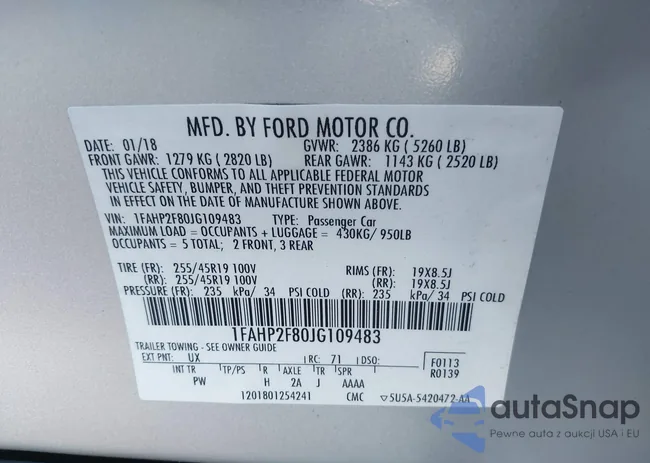 MFD. BY FORD MOTOR CO.
DATE: 01/18 GVWR: 2386 KG ( 5260 LB)
FRONT GAWR: 1279 KG ( 2820 LB) REAR GAWR: 1143 KG ( 2520 LB)
THIS VEHICLE CONFORMS TO ALL APPLICABLE FEDERAL MOTOR
VEHICLE SAFETY, BUMPER, AND THEFT PREVENTION STANDARDS
IN EFFECT ON THE DATE OF MANUFACTURE SHOWN ABOVE.
VIN: 1FAHP2F80JG109483 TYPE: Passenger Car
MAXIMUM LOAD = OCCUPANTS + LUGGAGE = 430KG/ 950LB
OCCUPANTS = 5 TOTAL; 2 FRONT, 3 REAR
TIRE (FR): 255/45R19 100V RIMS (FR): 19X8.5J
(RR): 255/45R19 100V (RR): 19X8.5J
PRESSURE (FR): 235 kPa/ 34 PSI COLD (RR): 235 kPa/ 34 PSI COLD
1FAHP2F80JG109483
TRAILER TOWING - SEE OWNER GUIDE
EXT PNT: UX RC: 71 DSO: F0113
R0139
INT TR TP/PS R AXLE TR SPR
PW H 2A J AAAA
1201801254241 CMC ▽5USA-5420472-AA
autaSnap
Pewne auta z aukcji USA i EU